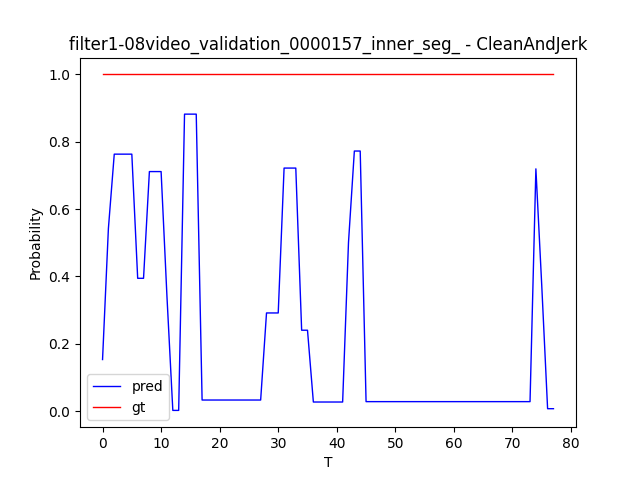 filter1-08video_validation_0000157_inner_seg_ - CleanAndJerk
Probability
1.0
0.8
0.6
0.4
0.2
0.0
pred
gt
0 10 20 30 40 50 60 70 80
T